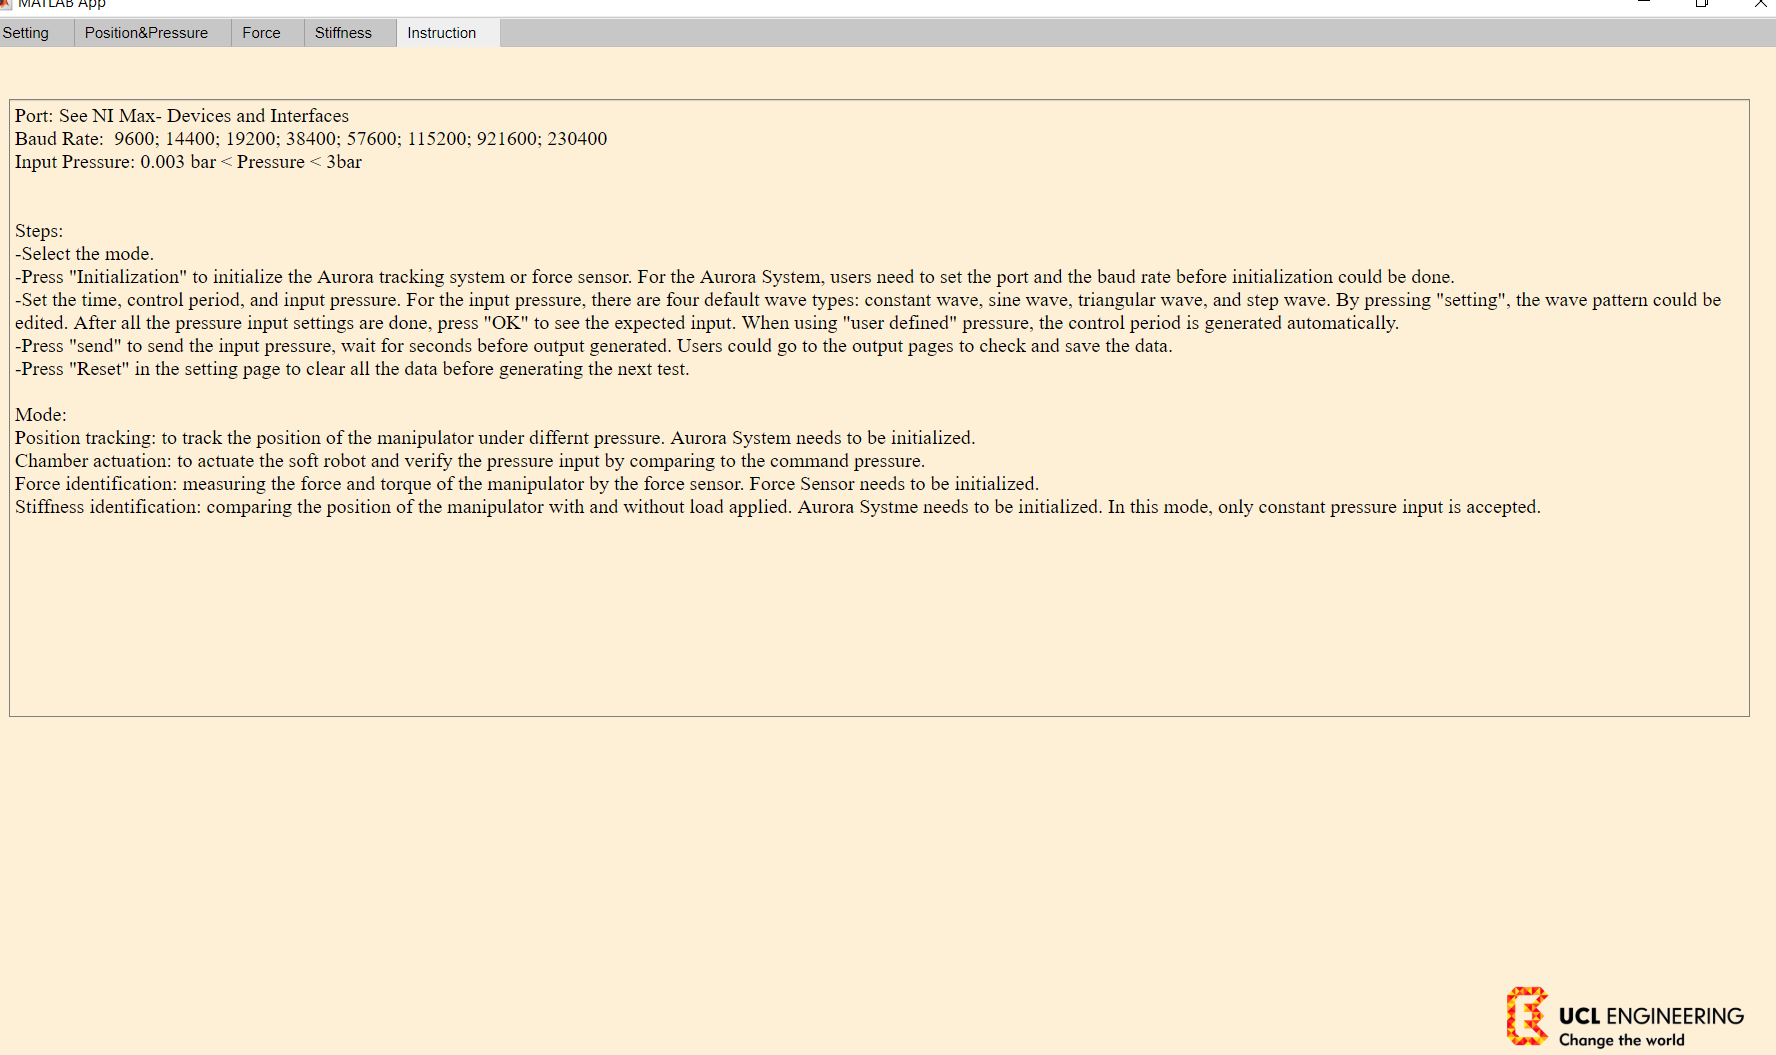 MATLAB App
Setting
Position&Pressure
Force
Stiffness
Instruction
Port: See NI Max- Devices and Interfaces
Baud Rate:  9600; 14400; 19200; 38400; 57600; 115200; 921600; 230400
Input Pressure: 0.003 bar < Pressure < 3bar
Steps:
-Select the mode.
-Press "Initialization" to initialize the Aurora tracking system or force sensor. For the Aurora System, users need to set the port and the baud rate before initialization could be done.
-Set the time, control period, and input pressure. For the input pressure, there are four default wave types: constant wave, sine wave, triangular wave, and step wave. By pressing "setting", the wave pattern could be
edited. After all the pressure input settings are done, press "OK" to see the expected input. When using "user defined" pressure, the control period is generated automatically.
-Press "send" to send the input pressure, wait for seconds before output generated. Users could go to the output pages to check and save the data.
-Press "Reset" in the setting page to clear all the data before generating the next test.
Mode:
Position tracking: to track the position of the manipulator under differnt pressure. Aurora System needs to be initialized.
Chamber actuation: to actuate the soft robot and verify the pressure input by comparing to the command pressure.
Force identification: measuring the force and torque of the manipulator by the force sensor. Force Sensor needs to be initialized.
Stiffness identification: comparing the position of the manipulator with and without load applied. Aurora Systme needs to be initialized. In this mode, only constant pressure input is accepted.
UCL ENGINEERING
Change the world